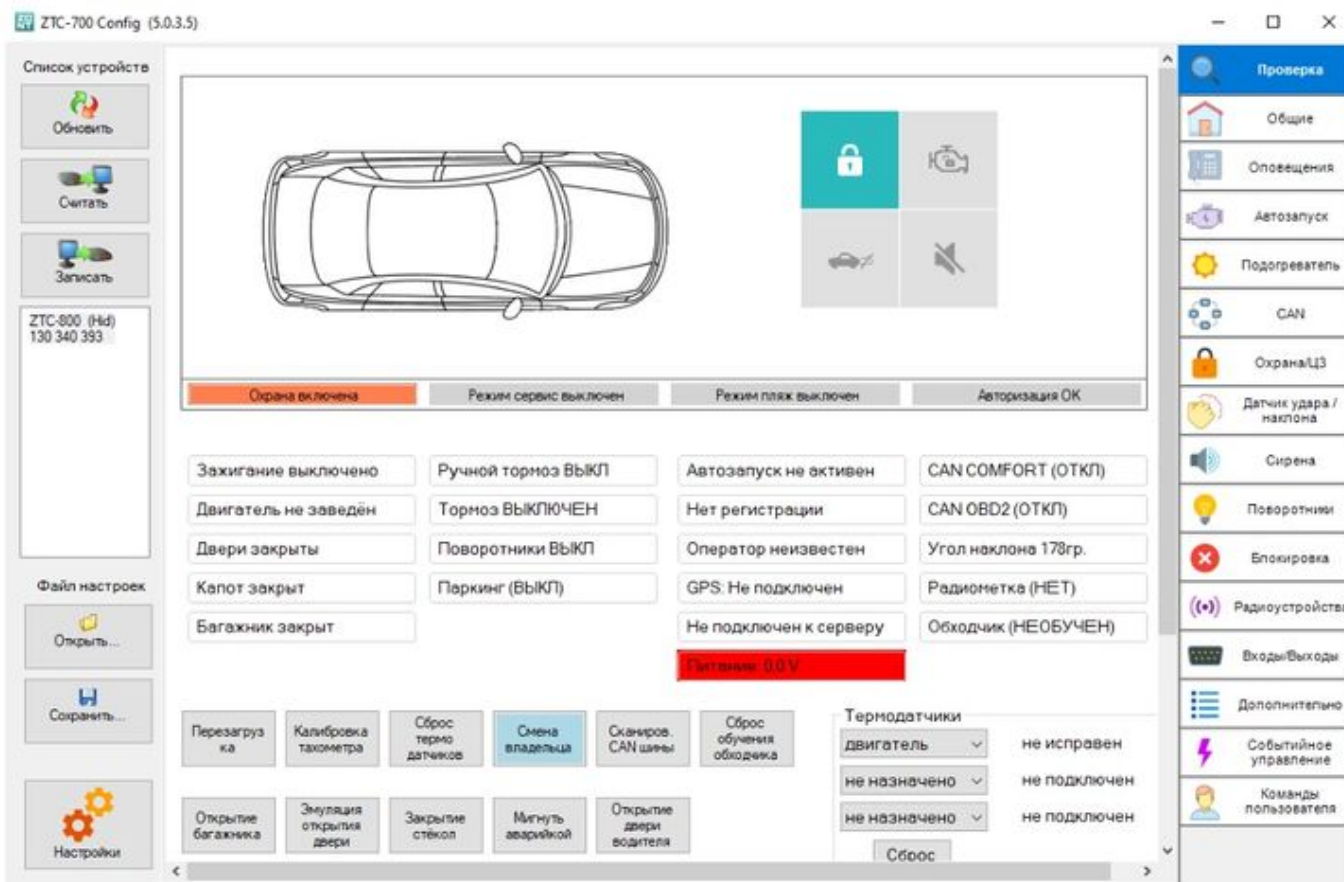 ZTC-700 Config (5.0.3.5)
Список устройств
Обновить
Считать
Записать
ZTC-800 (Hid)
130 340 393
Файл настроек
Открыть...
Сохранить...
Настройки
Охрана включена
Режим сервис выключен
Режим пляж выключен
Авторизация ОК
Зажигание выключено
Ручной тормоз ВЫКЛ
Автозапуск не активен
CAN COMFORT (ОТКЛ)
Двигатель не заведён
Тормоз ВЫКЛЮЧЕН
Нет регистрации
CAN OBD2 (ОТКЛ)
Двери закрыты
Поворотники ВЫКЛ
Оператор неизвестен
Угол наклона 178гр.
Капот закрыт
Паркинг (ВЫКЛ)
GPS: Не подключен
Радиометка (НЕТ)
Багажник закрыт
Не подключен к серверу
Обходчик (НЕОБУЧЕН)
Питание: 0.0 V
Перезагруз
ка
Калибровка
тахометра
Сброс
термо
датчиков
Смена
владельца
Сканиров.
CAN шины
Сброс
обучения
обходчика
Открытие
багажника
Эмуляция
открытия
двери
Закрытие
стёкол
Мигнуть
аварийкой
Открытие
двери
водителя
Термодатчики
двигатель
не исправен
не назначено
не подключен
не назначено
не подключен
Сброс
Проверка
Общие
Оповещения
Автозапуск
Подогреватель
CAN
Охрана/ЦЗ
Датчик удара /
наклона
Сирена
Поворотники
Блокировка
Радиоустройства
Входы/Выходы
Дополнительно
Событийное
управление
Команды
пользователя